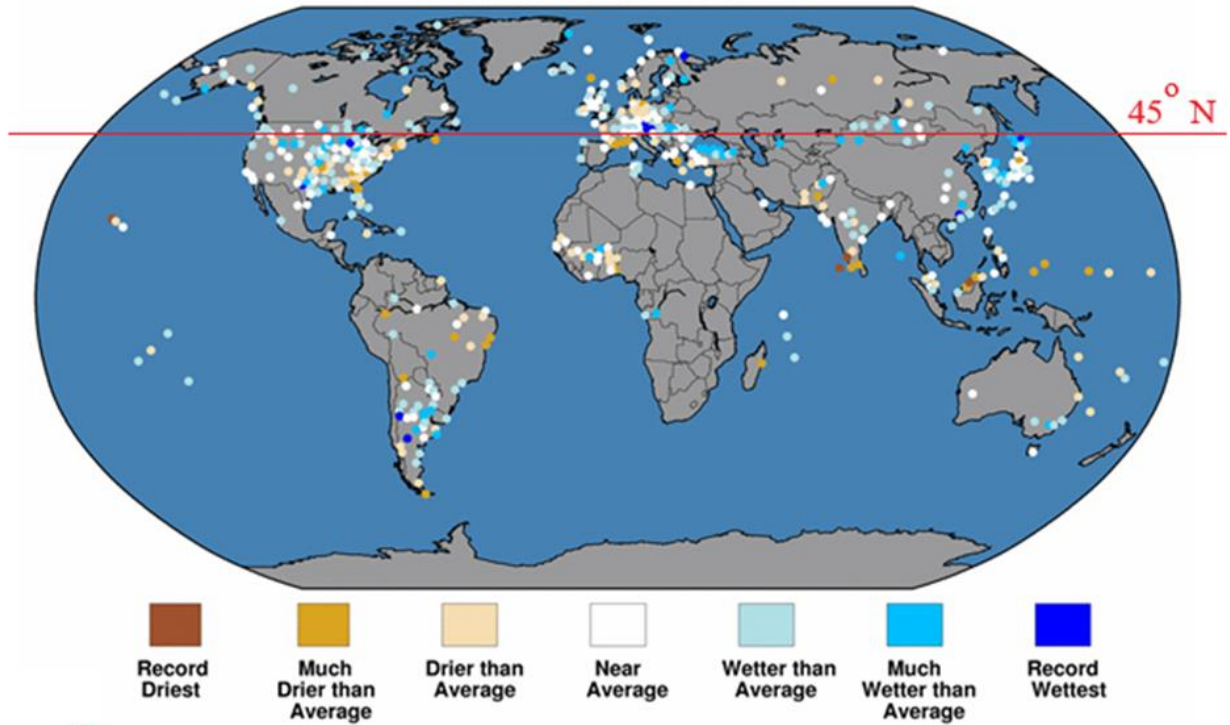 45° N
Record
Driest
Much
Drier than
Average
Drier than
Average
Near
Average
Wetter than
Average
Much
Wetter than
Average
Record
Wettest